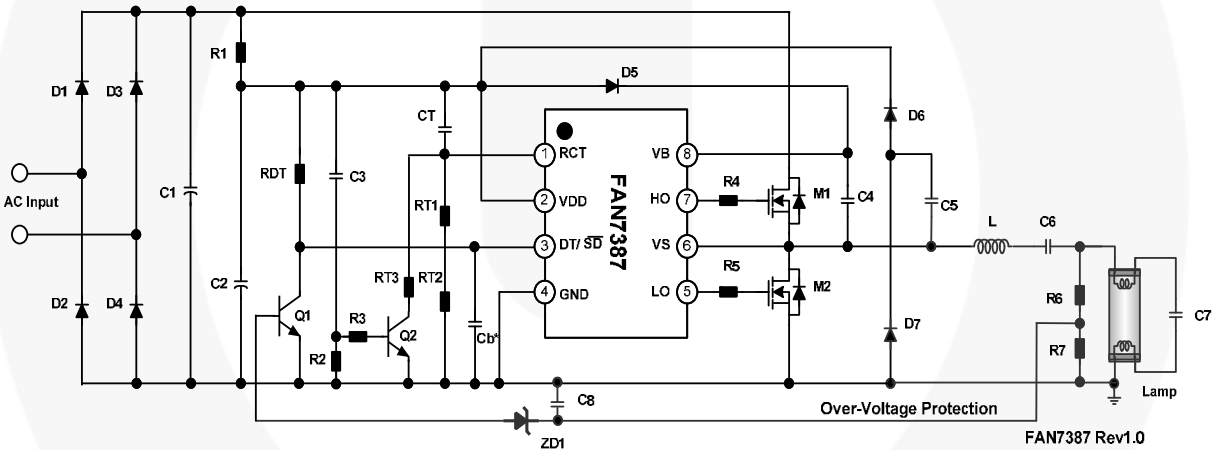 R1
D1
D3
D5
D6
CT
AC Input
C1
RDT
C3
1
RCT
VB
8
2
VDD
HO
7
3
DT/ SD
VS
6
4
GND
LO
5
FAN7387
R4
M1
C4
C5
RT1
L
C6
C2
RT3
RT2
R5
M2
D2
D4
Q1
R3
Q2
R2
Cb*
D7
R6
R7
C7
C8
ZD1
Over-Voltage Protection
Lamp
FAN7387 Rev1.0